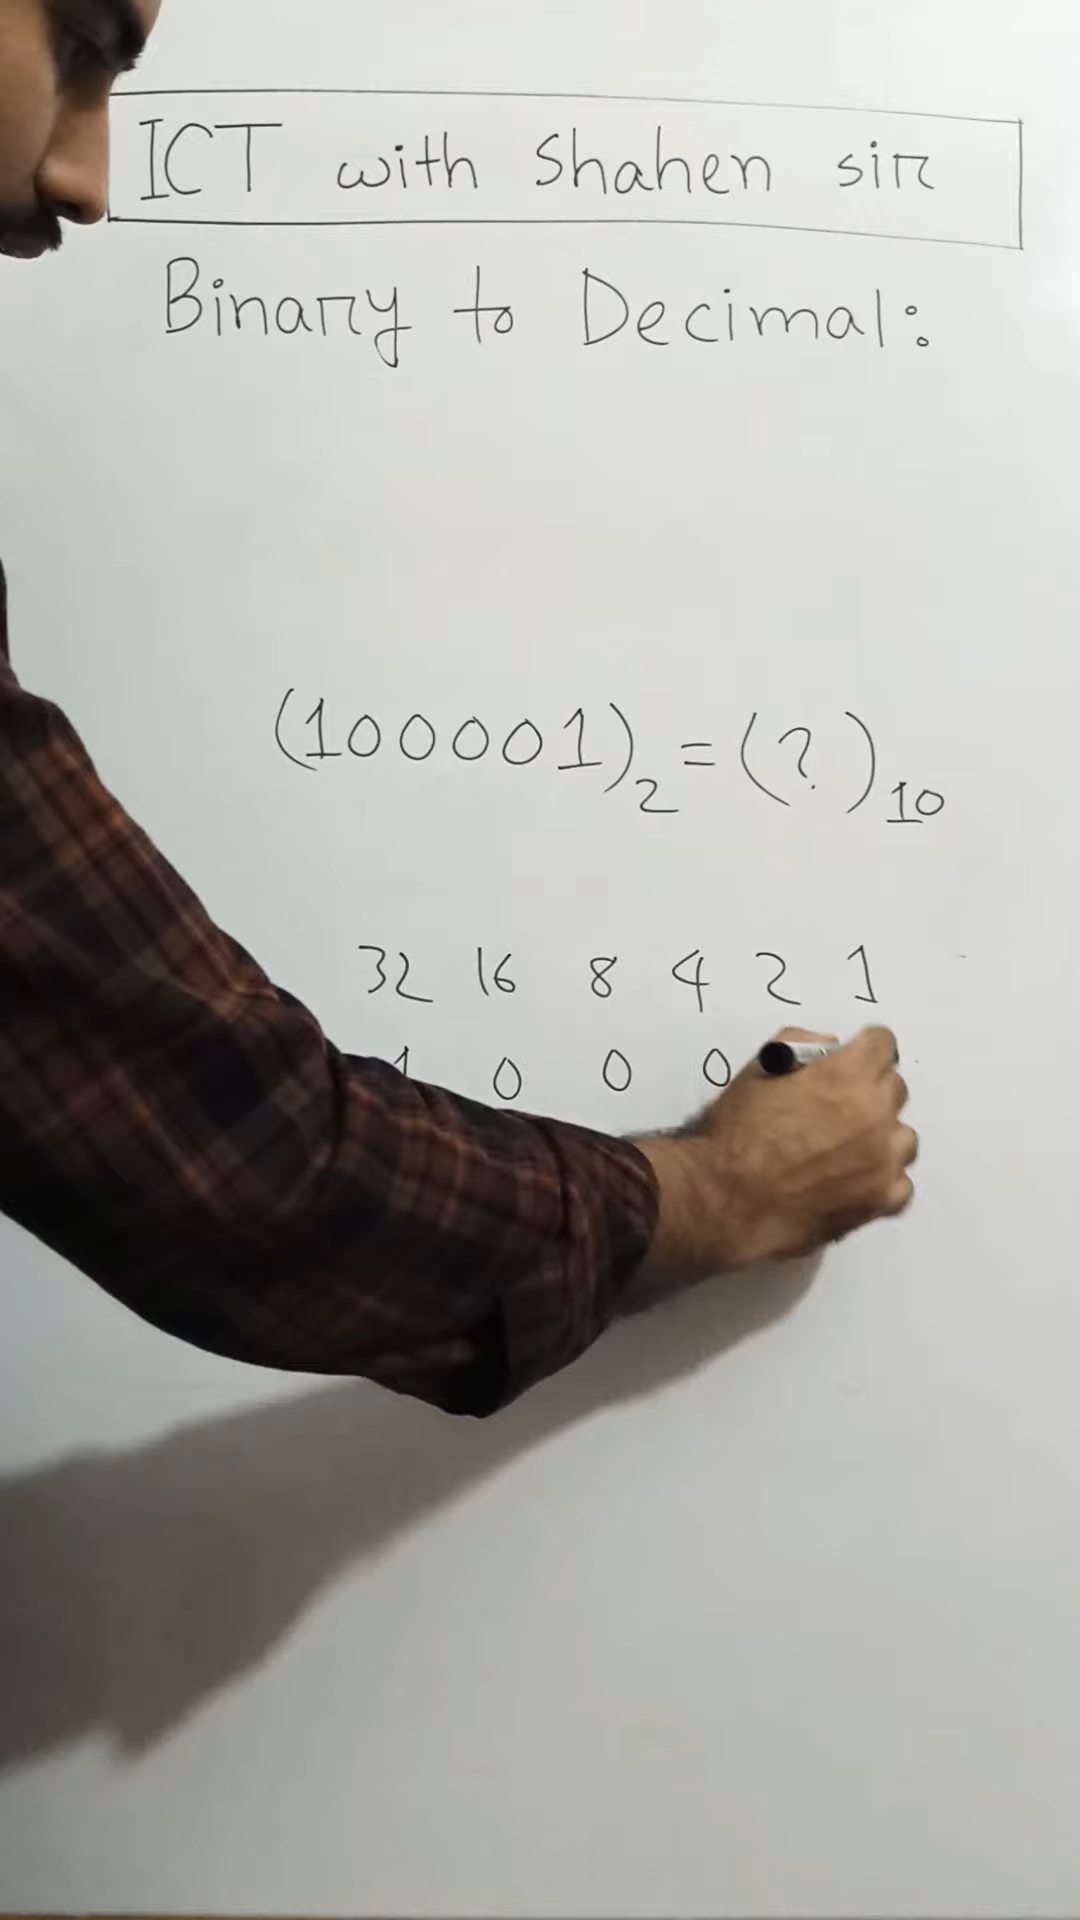 ICT with Shahen sir
Binary to Decimal:
(100001)₂ = (?)₁₀
32 16 8 4 2 1
1 0 0 0